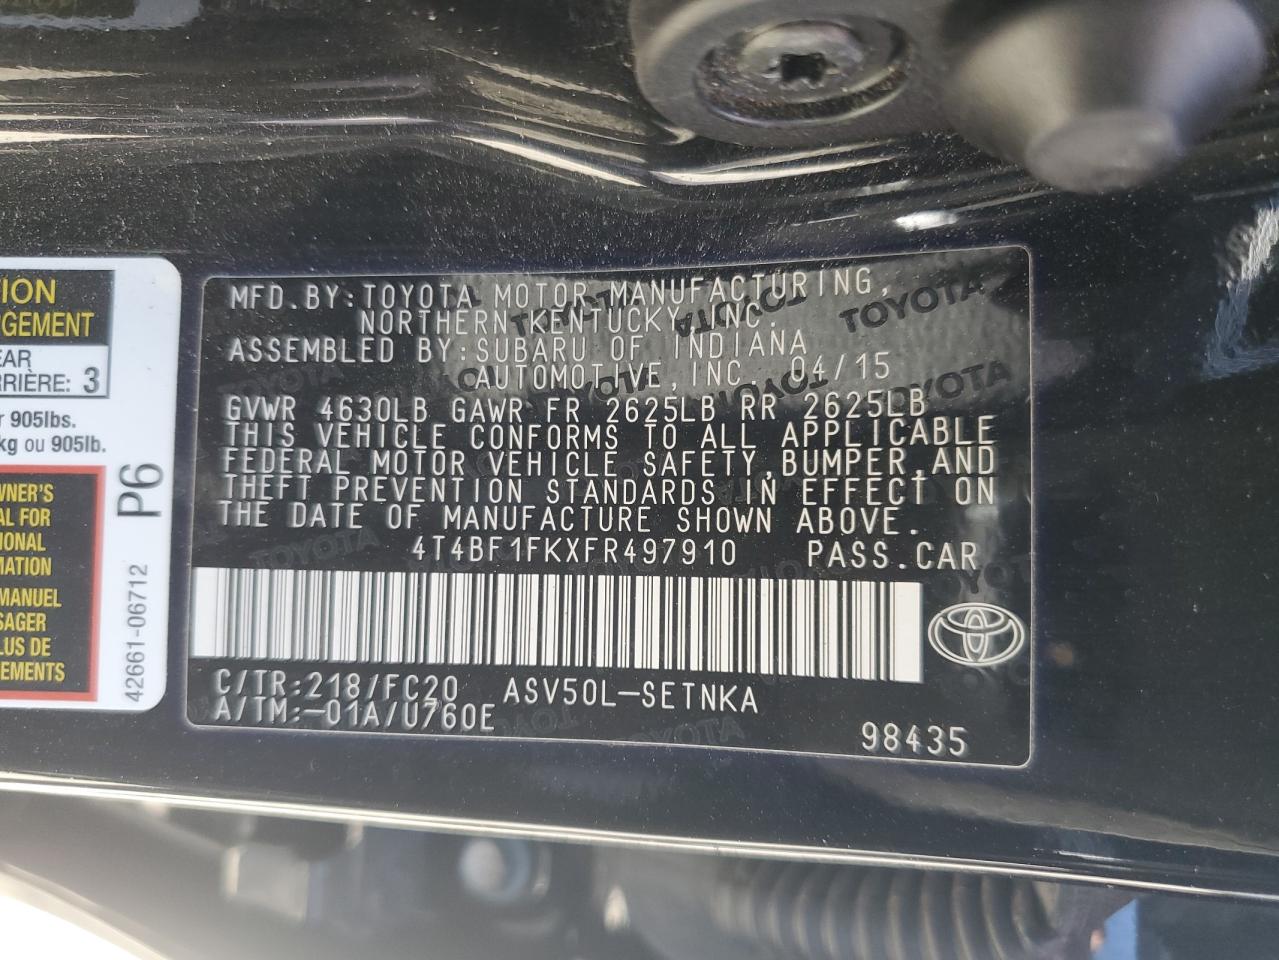 ION
RGEMENT
EAR
RRIÈRE: 3
r 905lbs.
kg ou 905lb.
WNER'S
AL FOR
IONAL
MATION
MANUEL
SAGER
LUS DE
EMENTS
P6
42661-06712
MFD.BY:TOYOTA MOTOR MANUFACTURING,
NORTHERN KENTUCKY, INC.
ASSEMBLED BY:SUBARU OF INDIANA
AUTOMOTIVE,INC. 04/15
GVWR 4630LB GAWR FR 2625LB RR 2625LB
THIS VEHICLE CONFORMS TO ALL APPLICABLE
FEDERAL MOTOR VEHICLE SAFETY,BUMPER,AND
THEFT PREVENTION STANDARDS IN EFFECT ON
THE DATE OF MANUFACTURE SHOWN ABOVE.
4T4BF1FKXFR497910 PASS.CAR
C/TR:218/FC20 ASV50L-SETNKA
A/TM:-01A/U760E
98435